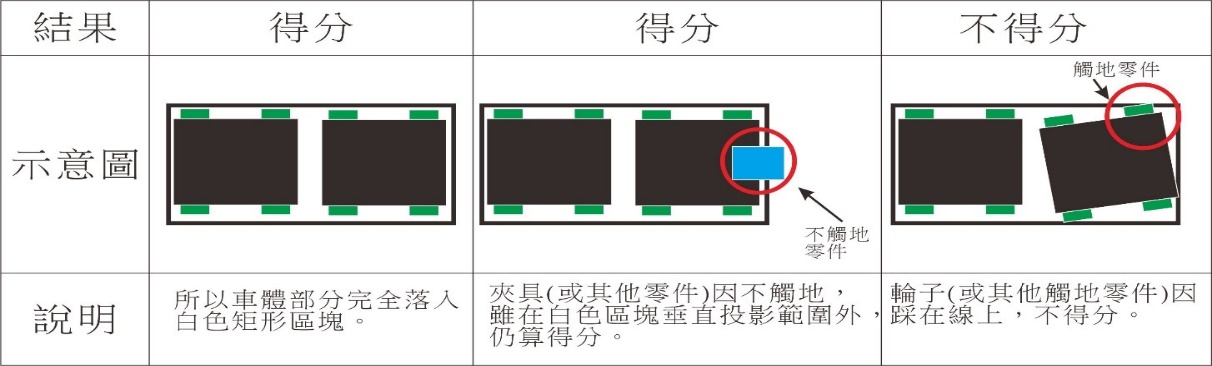 結果
得分
得分
不得分
示意圖
不觸地
零件
觸地零件
說明
所以車體部分完全落入
白色矩形區塊。
夾具(或其他零件)因不觸地，
雖在白色區塊垂直投影範圍外，
仍算得分。
輪子(或其他觸地零件)因
踩在線上，不得分。